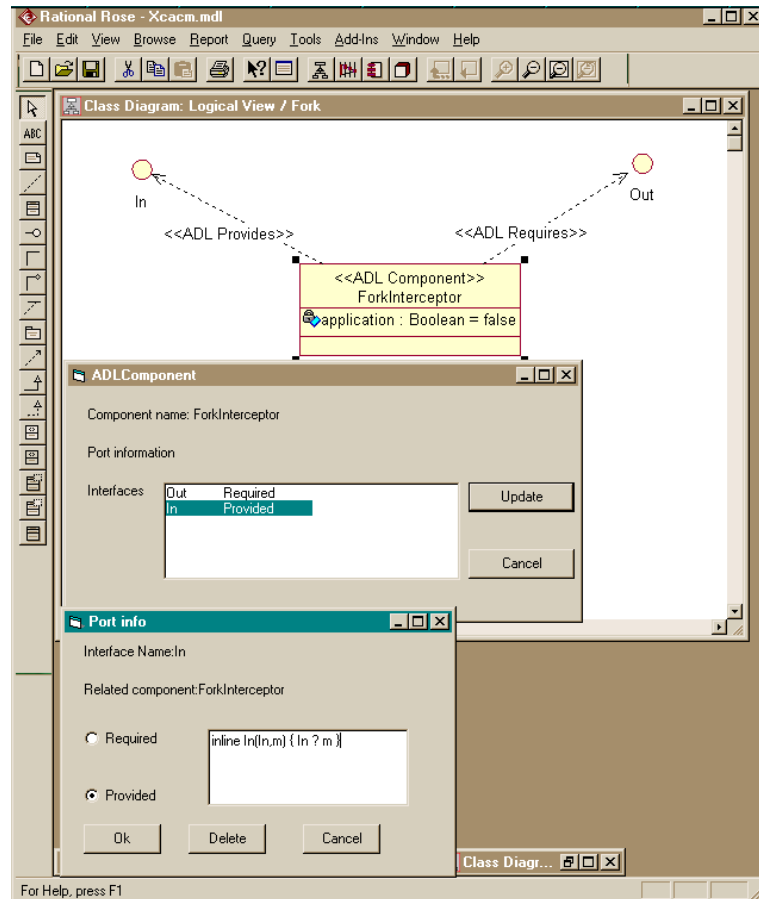 Rational Rose - Xcacm.mdl
File Edit View Browse Report Query Tools Add-Ins Window Help
ABC
Class Diagram: Logical View / Fork
In
Out
<<ADL Provides>>
<<ADL Requires>>
<<ADL Component>>
ForkInterceptor
application : Boolean = false
ADLComponent
Component name: ForkInterceptor
Port information
Interfaces
Out Required
In Provided
Update
Cancel
Port info
Interface Name:In
Related component:ForkInterceptor
Required
inline In(In,m) { In ? m }
Provided
Ok Delete Cancel
Class Diagr...
For Help, press F1